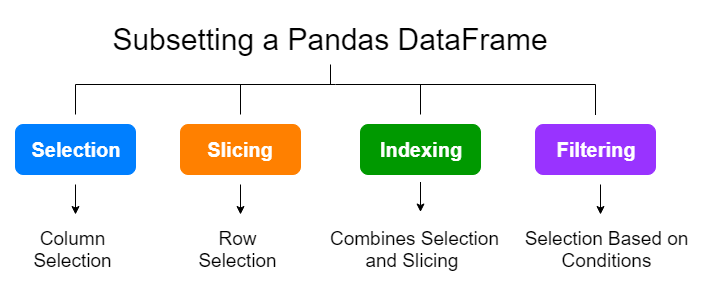 Subsetting a Pandas DataFrame
Selection
Slicing
Indexing
Filtering
Column
Selection
Row
Selection
Combines Selection
and Slicing
Selection Based on
Conditions